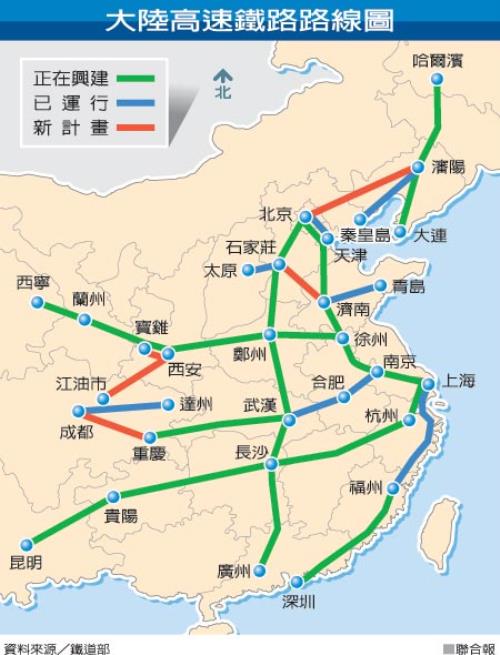 大陸高速鐵路路線圖
正在興建
已運行
新計畫
北
哈爾濱
瀋陽
北京
秦皇島
大連
天津
石家莊
太原
西寧
蘭州
青島
濟南
寶雞
西安
鄭州
徐州
南京
江油市
達州
合肥
上海
成都
武漢
杭州
重慶
長沙
福州
貴陽
昆明
廣州
深圳
資料來源／鐵道部
聯合報